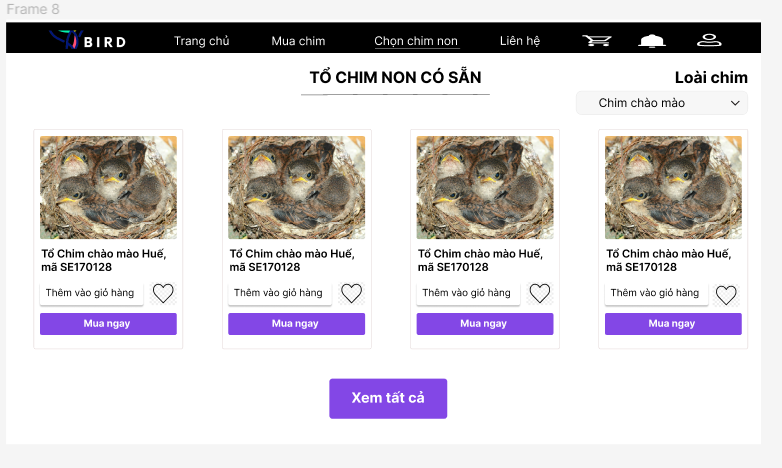 Frame 8
BIRD
Trang chủ
Mua chim
Chọn chim non
Liên hệ
TỔ CHIM NON CÓ SẴN
Loài chim
Chim chào mào
Tổ Chim chào mào Huế,
mã SE170128
Thêm vào giỏ hàng
Mua ngay
Tổ Chim chào mào Huế,
mã SE170128
Thêm vào giỏ hàng
Mua ngay
Tổ Chim chào mào Huế,
mã SE170128
Thêm vào giỏ hàng
Mua ngay
Tổ Chim chào mào Huế,
mã SE170128
Thêm vào giỏ hàng
Mua ngay
Xem tất cả